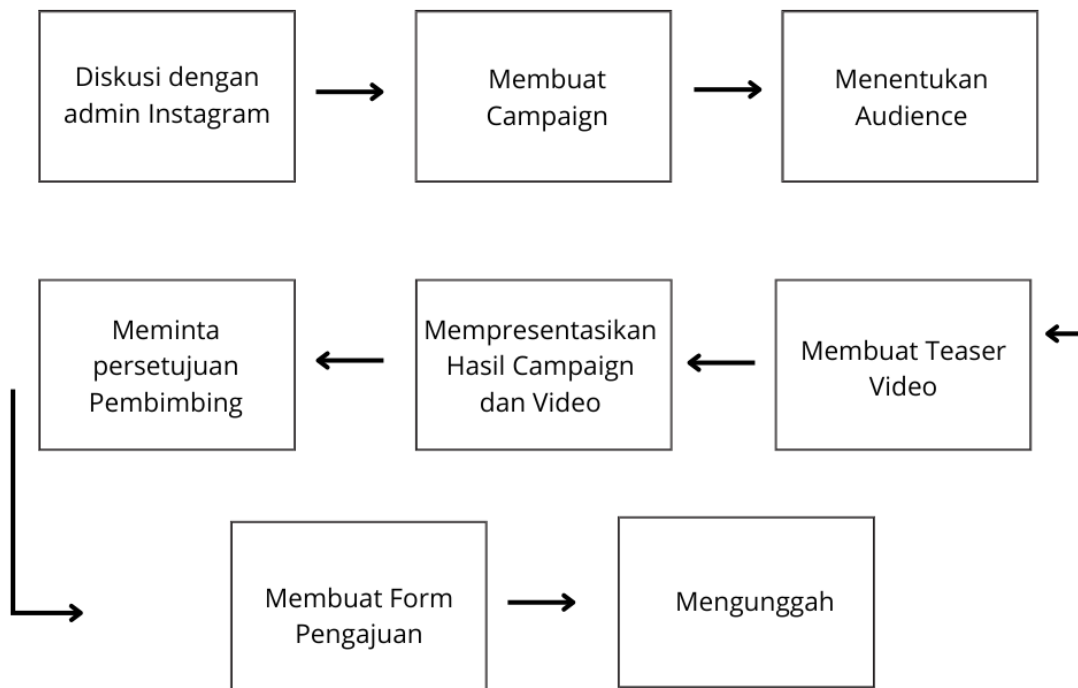 Diskusi dengan
admin Instagram
Membuat
Campaign
Menentukan
Audience
Membuat Teaser
Video
Mempresentasikan
Hasil Campaign
dan Video
Meminta
persetujuan
Pembimbing
Membuat Form
Pengajuan
Mengunggah